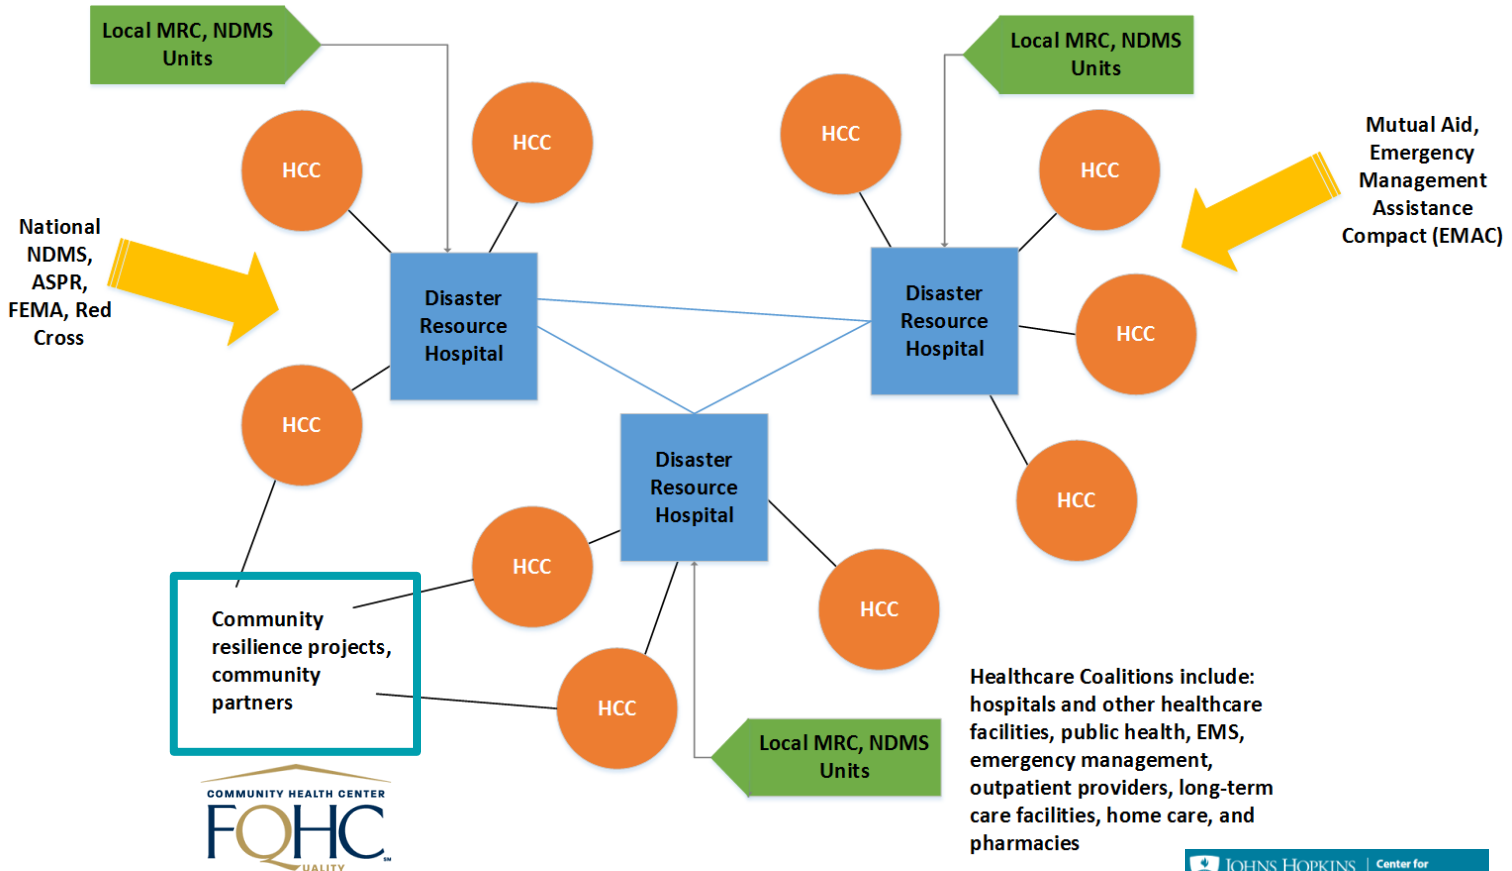 Local MRC, NDMS
Units
Local MRC, NDMS
Units
HCC
HCC
HCC
HCC
Mutual Aid,
Emergency
Management
Assistance
Compact (EMAC)
National
NDMS,
ASPR,
FEMA, Red
Cross
Disaster
Resource
Hospital
Disaster
Resource
Hospital
HCC
HCC
Disaster
Resource
Hospital
HCC
HCC
HCC
HCC
Community
resilience projects,
community
partners
Local MRC, NDMS
Units
Healthcare Coalitions include:
hospitals and other healthcare
facilities, public health, EMS,
emergency management,
outpatient providers, long-term
care facilities, home care, and
pharmacies
COMMUNITY HEALTH CENTER
FQHC
SM
QUALITY
JOHNS HOPKINS
Center for